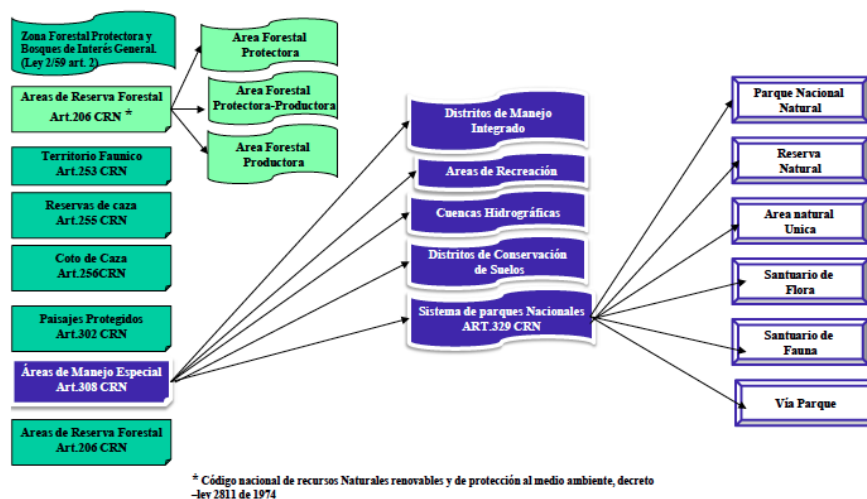 Zona Forestal Protectora y
Bosques de Interés General.
(Ley 2/59 art. 2)
Areas de Reserva Forestal
Art.206 CRN *
Territorio Faunico
Art.253 CRN
Reservas de caza
Art.255 CRN
Coto de Caza
Art.256CRN
Paisajes Protegidos
Art.302 CRN
Áreas de Manejo Especial
Art.308 CRN
Areas de Reserva Forestal
Art.206 CRN
Area Forestal
Protectora
Area Forestal
Protectora-Productora
Area Forestal
Productora
Distritos de Manejo
Integrado
Areas de Recreación
Cuencas Hidrográficas
Distritos de Conservación
de Suelos
Sistema de parques Nacionales
ART.329 CRN
Parque Nacional
Natural
Reserva
Natural
Area natural
Unica
Santuario de
Flora
Santuario de
Fauna
Vía Parque
* Código nacional de recursos Naturales renovables y de protección al medio ambiente, decreto
–ley 2811 de 1974